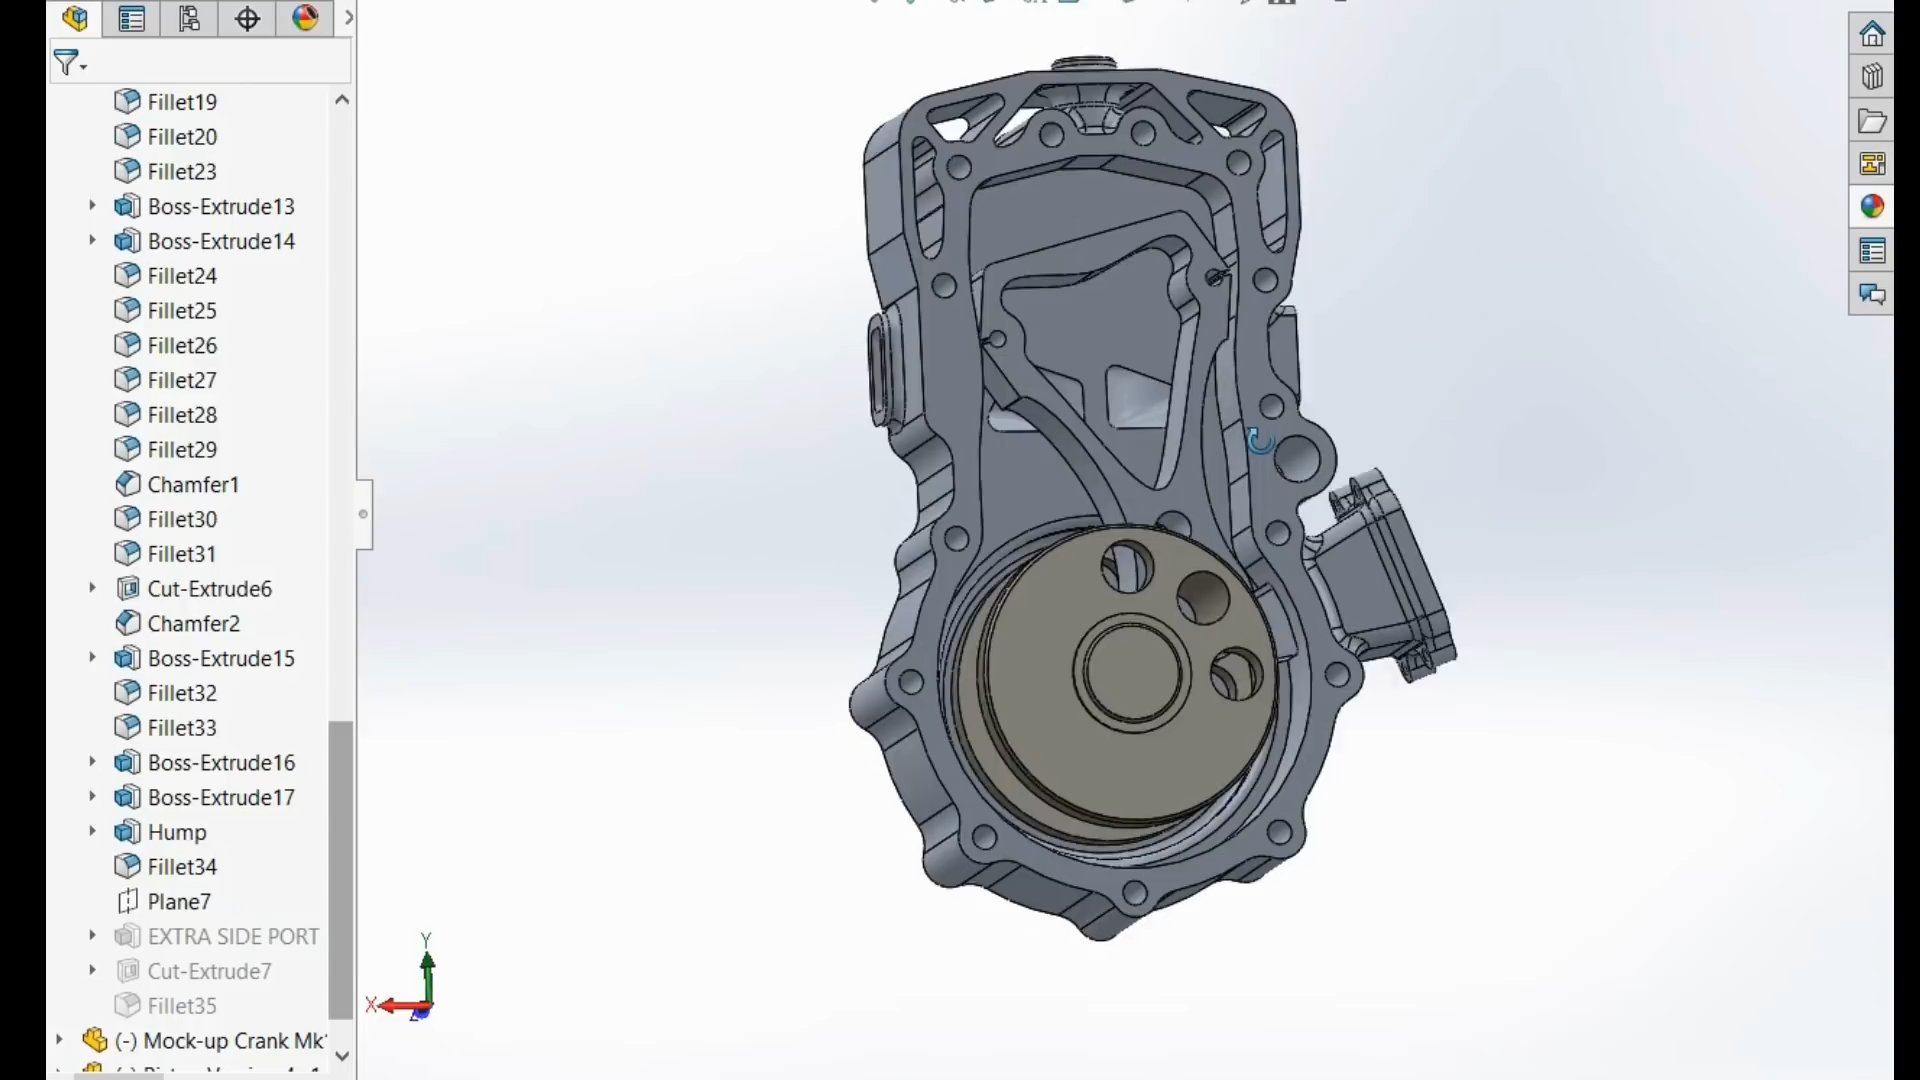 Fillet19
Fillet20
Fillet23
Boss-Extrude13
Boss-Extrude14
Fillet24
Fillet25
Fillet26
Fillet27
Fillet28
Fillet29
Chamfer1
Fillet30
Fillet31
Cut-Extrude6
Chamfer2
Boss-Extrude15
Fillet32
Fillet33
Boss-Extrude16
Boss-Extrude17
Hump
Fillet34
Plane7
EXTRA SIDE PORT
Cut-Extrude7
Fillet35
(-) Mock-up Crank Mk
Y
X